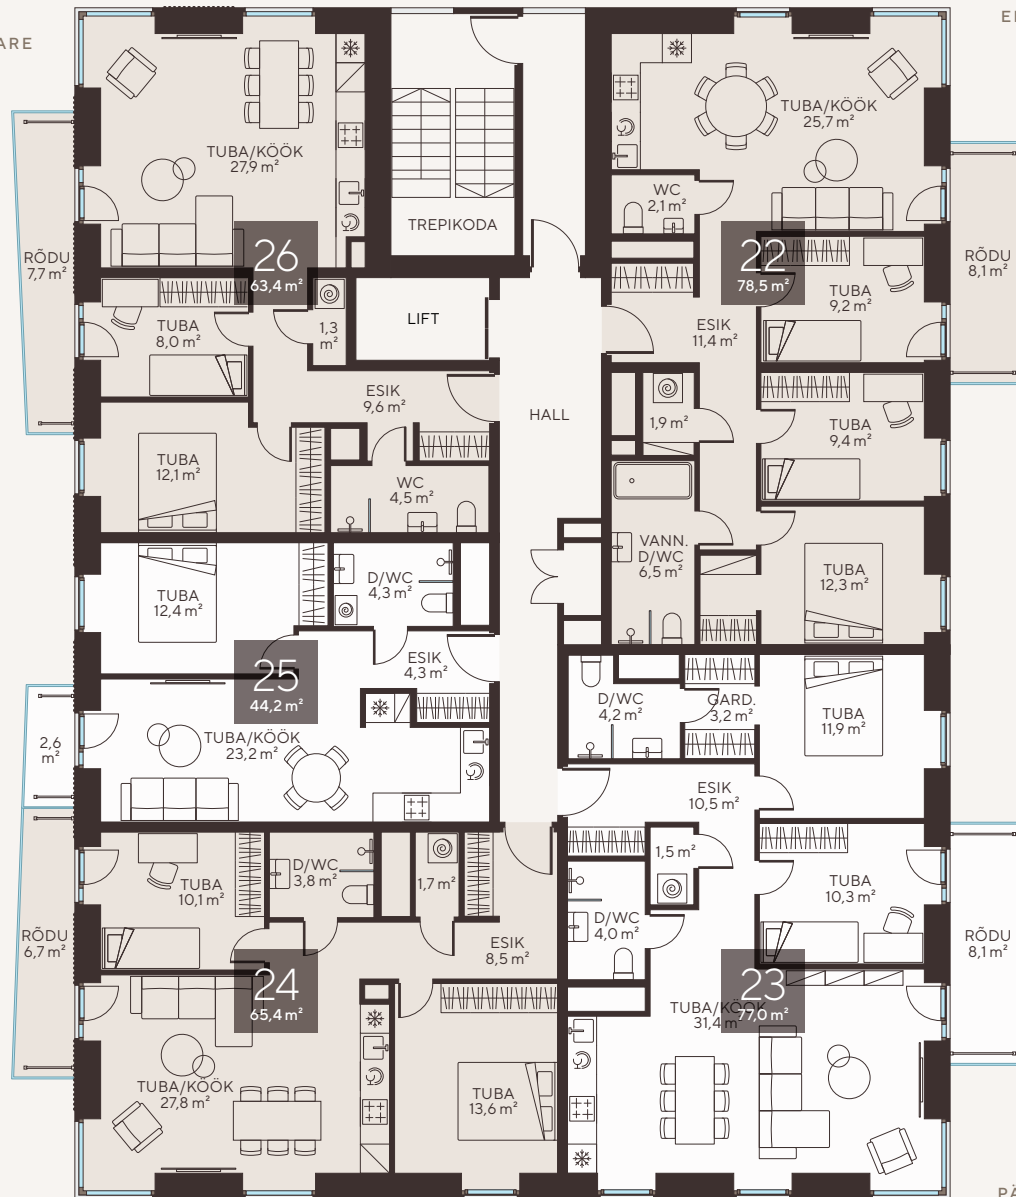 ARE
TUBA/KÖÖK
27,9 m²
RÕDU
7,7 m²
26
63,4 m²
TUBA
8,0 m²
1,3
m²
ESIK
9,6 m²
TUBA
12,1 m²
WC
4,5 m²
TREPIKODA
LIFT
HALL
TUBA/KÖÖK
25,7 m²
WC
2,1 m²
22
78,5 m²
RÕDU
8,1 m²
TUBA
9,2 m²
ESIK
11,4 m²
1,9 m²
TUBA
9,4 m²
VANN.
D/WC
6,5 m²
TUBA
12,3 m²
TUBA
12,4 m²
D/WC
4,3 m²
ESIK
4,3 m²
25
44,2 m²
TUBA/KÖÖK
23,2 m²
2,6
m²
D/WC
4,2 m²
GARD.
3,2 m²
TUBA
11,9 m²
ESIK
10,5 m²
1,5 m²
TUBA
10,3 m²
D/WC
4,0 m²
RÕDU
8,1 m²
23
77,0 m²
TUBA/KÖÖK
31,4 m²
TUBA
10,1 m²
D/WC
3,8 m²
1,7 m²
ESIK
8,5 m²
RÕDU
6,7 m²
24
65,4 m²
TUBA/KÖÖK
27,8 m²
TUBA
13,6 m²